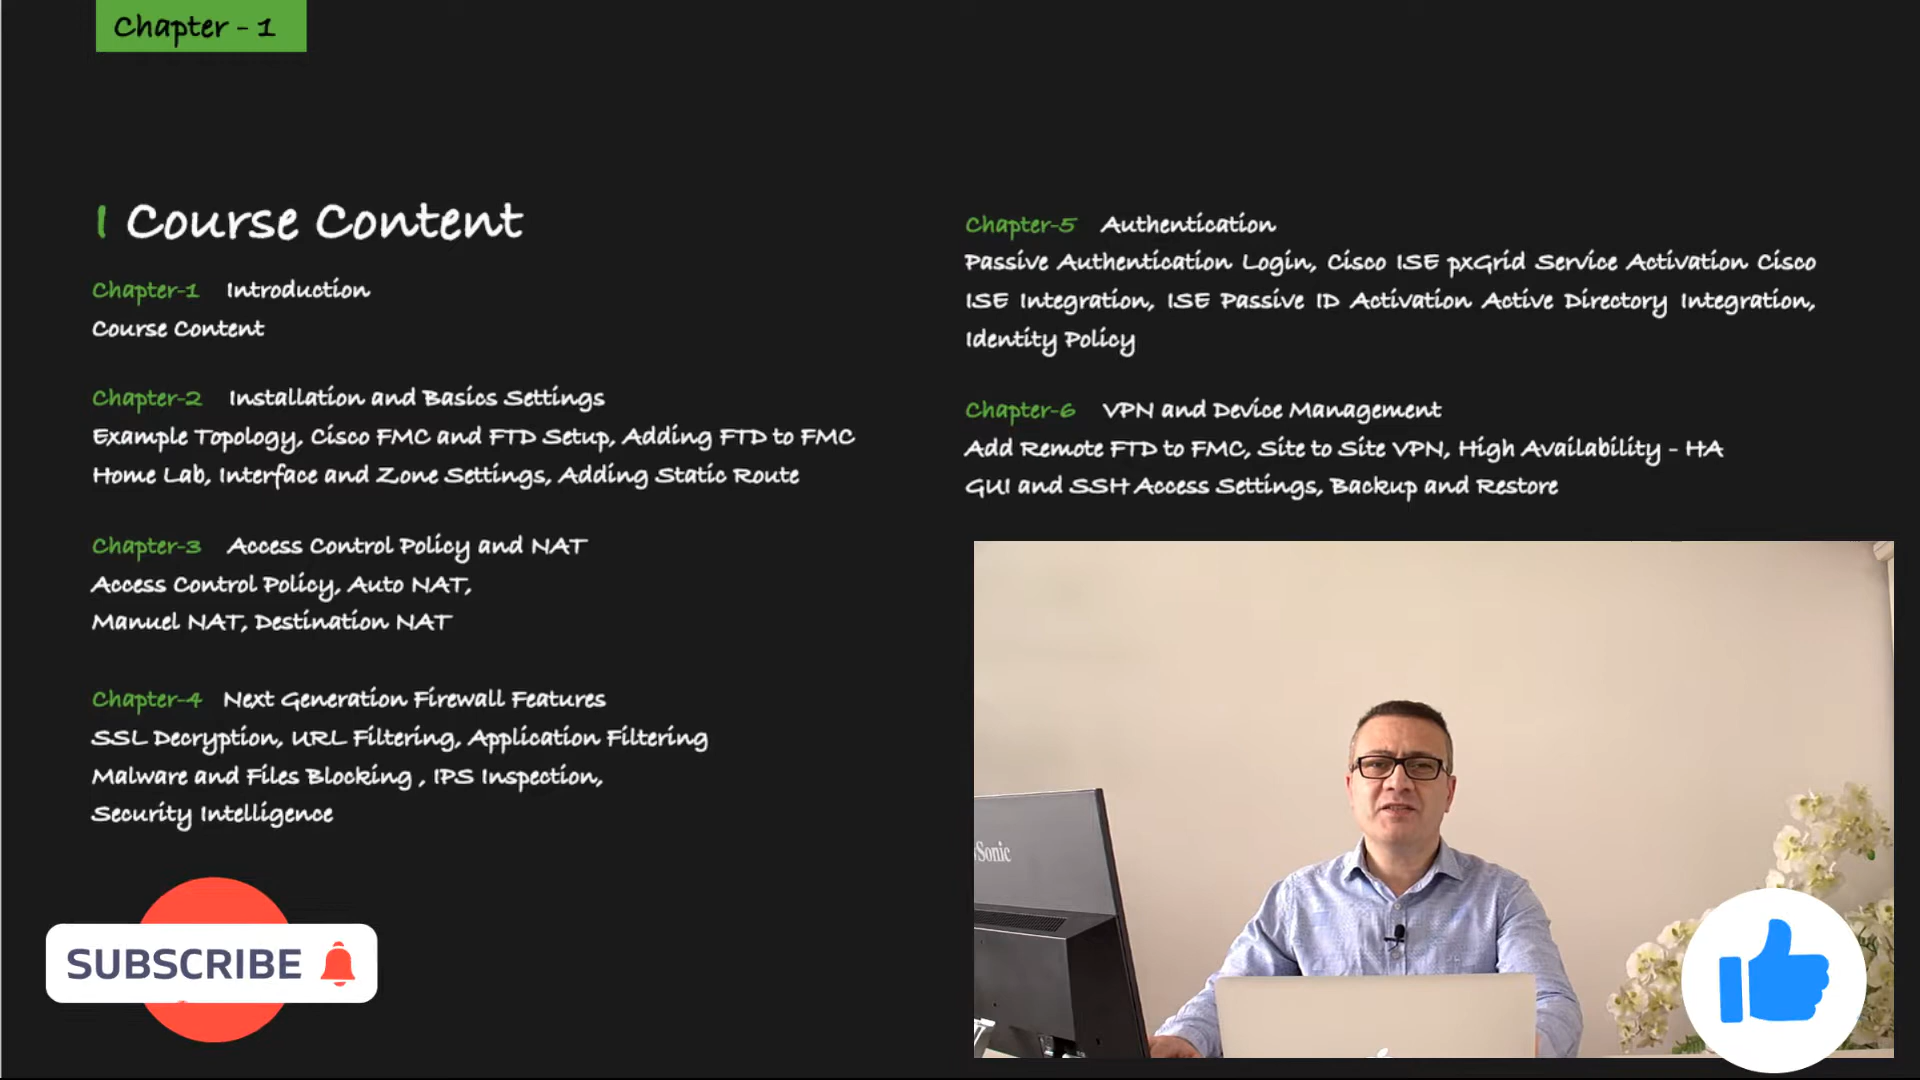 Chapter - 1
Course Content
Chapter-1 Introduction
Course Content
Chapter-2 Installation and Basics Settings
Example Topology, Cisco FMC and FTD Setup, Adding FTD to FMC
Home Lab, Interface and Zone Settings, Adding Static Route
Chapter-3 Access Control Policy and NAT
Access Control Policy, Auto NAT,
Manuel NAT, Destination NAT
Chapter-4 Next Generation Firewall Features
SSL Decryption, URL Filtering, Application Filtering
Malware and Files Blocking , IPS Inspection,
Security Intelligence
Chapter-5 Authentication
Passive Authentication Login, Cisco ISE pxGrid Service Activation Cisco
ISE Integration, ISE Passive ID Activation Active Directory Integration,
Identity Policy
Chapter-6 VPN and Device Management
Add Remote FTD to FMC, Site to Site VPN, High Availability - HA
GUI and SSH Access Settings, Backup and Restore
Sonic
SUBSCRIBE